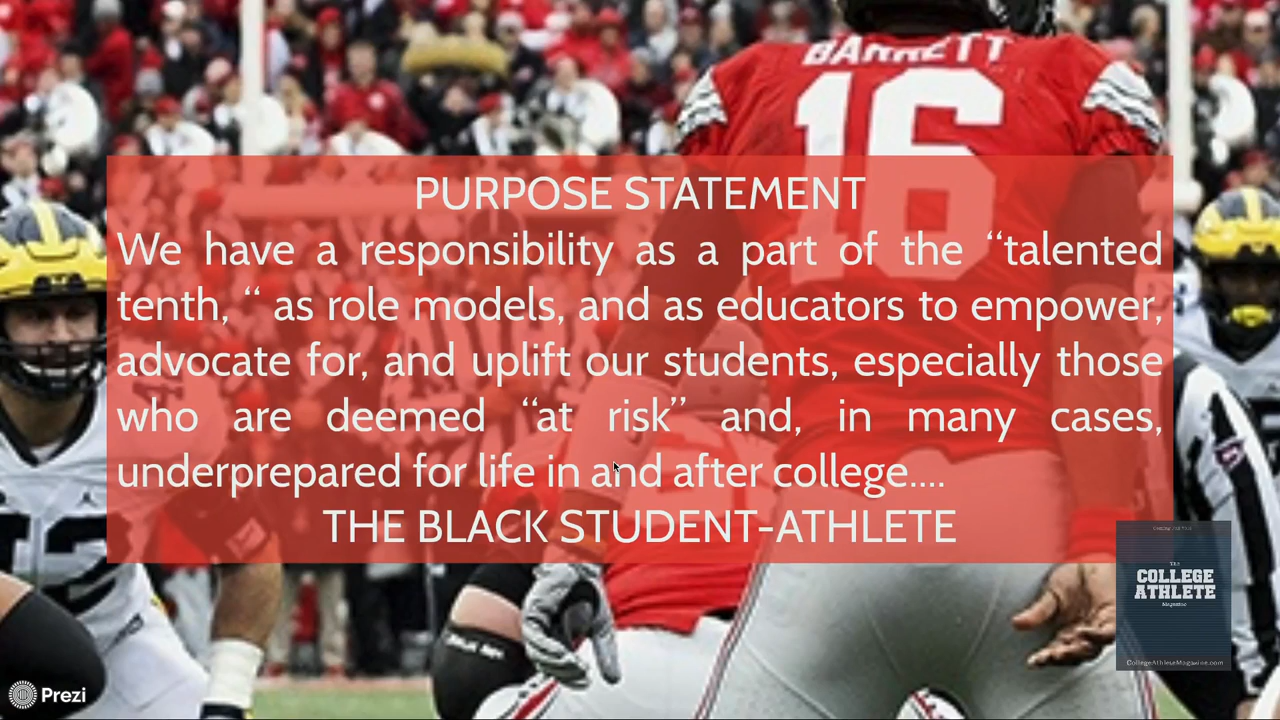 BARRETT
16
PURPOSE STATEMENT
We have a responsibility as a part of the “talented
tenth, “ as role models, and as educators to empower,
advocate for, and uplift our students, especially those
who are deemed “at risk” and, in many cases,
underprepared for life in and after college....
THE BLACK STUDENT-ATHLETE
THE
COLLEGE
ATHLETE
Magazine
CollegeAthleteMagazine.com
Prezi